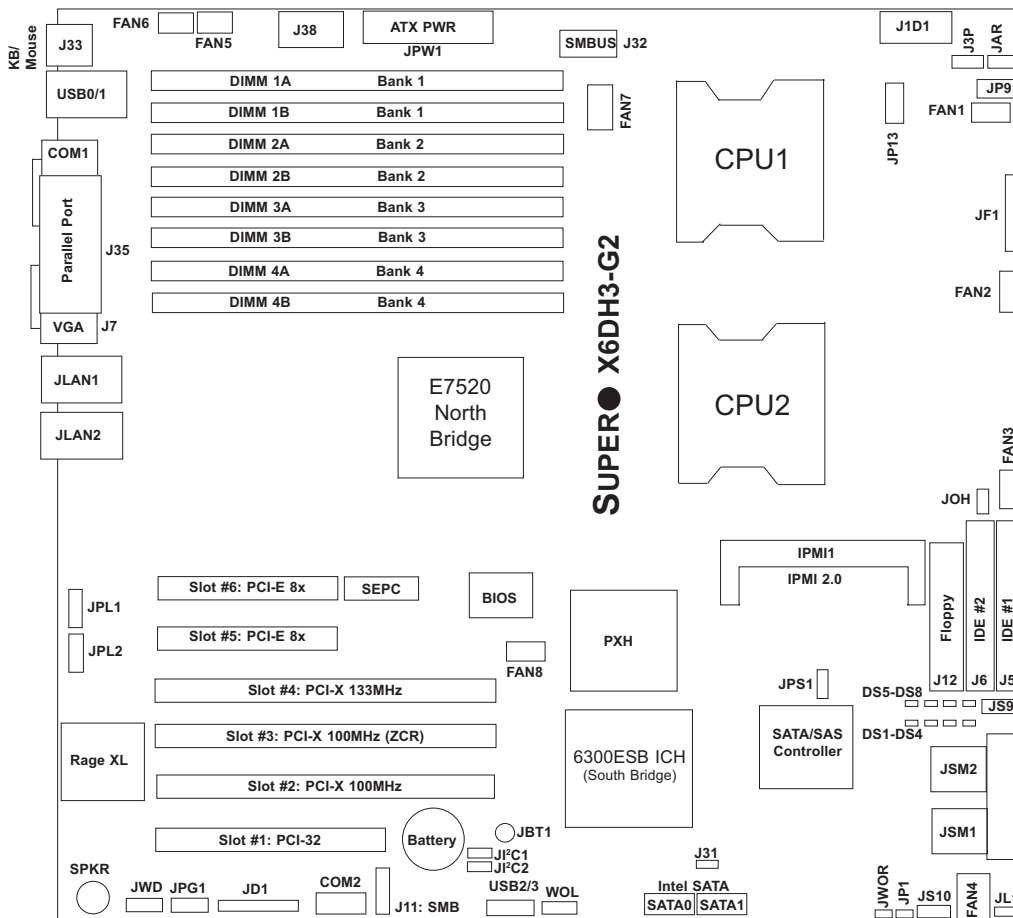 FAN6
FAN5
J38
ATX PWR
JPW1
SMBUS J32
J1D1
J3P
JAR
KB/
Mouse
J33
USB0/1
DIMM 1A Bank 1
DIMM 1B Bank 1
DIMM 2A Bank 2
DIMM 2B Bank 2
DIMM 3A Bank 3
DIMM 3B Bank 3
DIMM 4A Bank 4
DIMM 4B Bank 4
FAN7
CPU1
JP13
JP9
FAN1
COM1
Parallel Port
J35
JF1
VGA J7
FAN2
JLAN1
JLAN2
E7520
North
Bridge
SUPER X6DH3-G2
CPU2
FAN3
JOH
IPMI1
IPMI 2.0
Floppy
IDE #2
IDE #1
J12
J6
J5
Slot #6: PCI-E 8x
SEPC
BIOS
JPL1
JPL2
Slot #5: PCI-E 8x
FAN8
PXH
Slot #4: PCI-X 133MHz
JPS1
DS5-DS8
JS9
DS1-DS4
Rage XL
Slot #3: PCI-X 100MHz (ZCR)
6300ESB ICH
(South Bridge)
SATA/SAS
Controller
JSM2
Slot #2: PCI-X 100MHz
Slot #1: PCI-32
Battery
JBT1
JSM1
JI²C1
JI²C2
J31
SPKR
JWD
JPG1
JD1
COM2
J11: SMB
USB2/3
WOL
Intel SATA
SATA0
SATA1
JWOR
JP1
JS10
FAN4